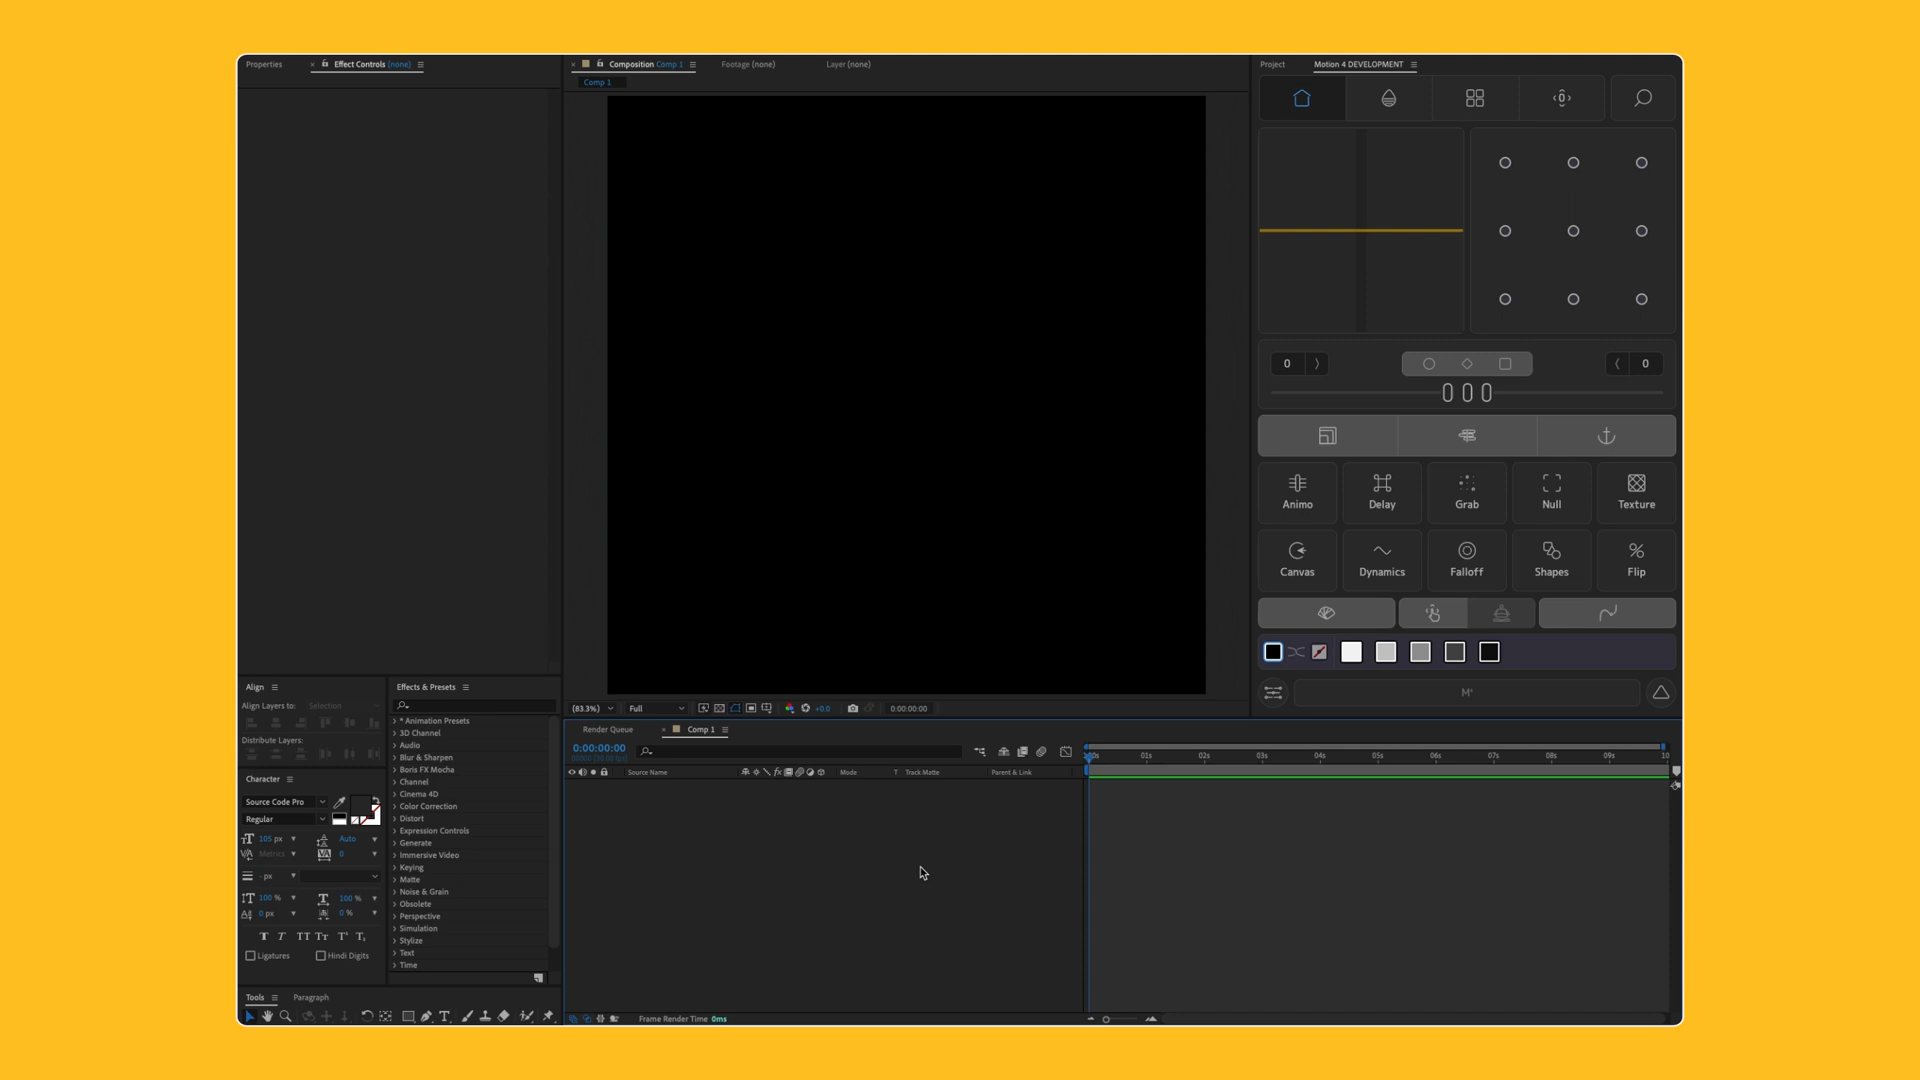 Properties
× Effect Controls (none)
× Composition Comp 1
Footage (none)
Layer (none)
Comp 1
Project
Motion 4 DEVELOPMENT
0
0
Animo
Delay
Grab
Null
Texture
Canvas
Dynamics
Falloff
Shapes
Flip
M⁺
Align
Align Layers to: Selection
Distribute Layers:
Character
Source Code Pro
Regular
105 px
Auto
Metrics
0
- px
100 %
100 %
0 px
0 %
T T TT Tт T¹ T₁
Ligatures
Hindi Digits
Tools
Paragraph
Effects & Presets
* Animation Presets
3D Channel
Audio
Blur & Sharpen
Boris FX Mocha
Channel
Cinema 4D
Color Correction
Distort
Expression Controls
Generate
Immersive Video
Keying
Matte
Noise & Grain
Obsolete
Perspective
Simulation
Stylize
Text
Time
(83.3%)
Full
+0.0
0:00:00:00
Render Queue
× Comp 1
0:00:00:00
Source Name
Mode
T Track Matte
Parent & Link
01s 02s 03s 04s 05s 06s 07s 08s 09s 10
Frame Render Time 0ms